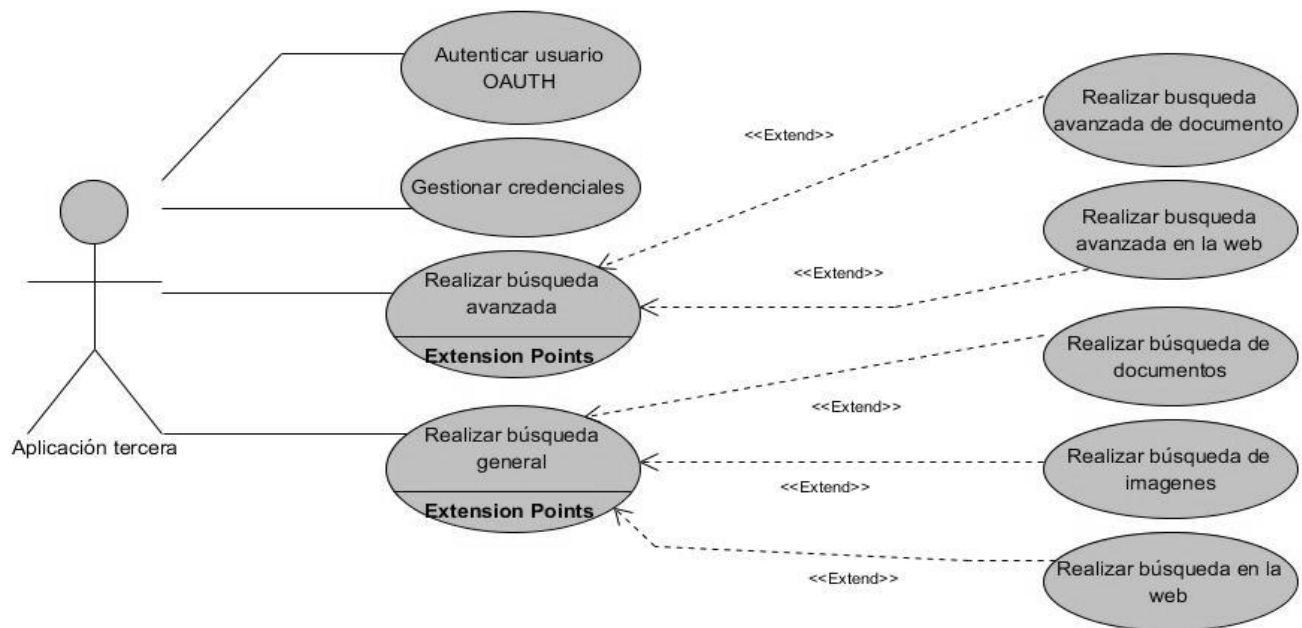 Autenticar usuario
OAUTH
Gestionar credenciales
Realizar búsqueda
avanzada
Extension Points
Realizar búsqueda
general
Extension Points
Aplicación tercera
<<Extend>>
<<Extend>>
<<Extend>>
<<Extend>>
<<Extend>>
Realizar busqueda
avanzada de documento
Realizar busqueda
avanzada en la web
Realizar búsqueda de
documentos
Realizar búsqueda de
imagenes
Realizar búsqueda en la
web